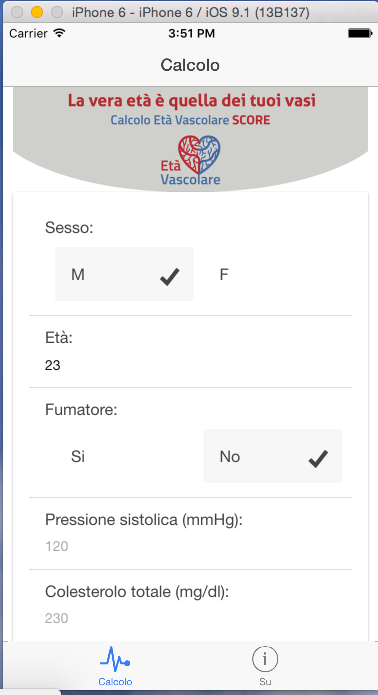 iPhone 6 - iPhone 6 / iOS 9.1 (13B137)
Carrier 3:51 PM
Calcolo
La vera età è quella dei tuoi vasi
Calcolo Età Vascolare SCORE
Età
Vascolare
Sesso:
M F
Età:
23
Fumatore:
Si No
Pressione sistolica (mmHg):
120
Colesterolo totale (mg/dl):
230
Calcolo Su